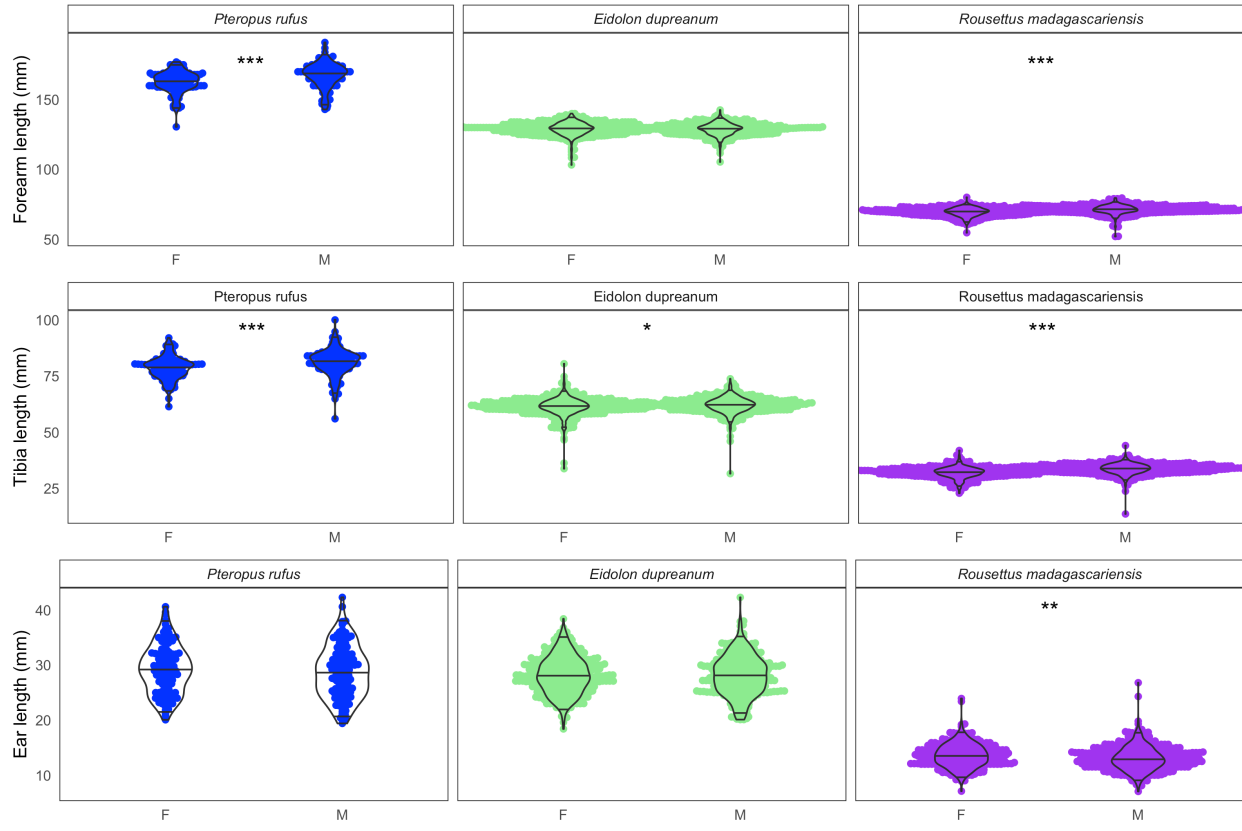 Pteropus rufus Eidolon dupreanum Rousettus madagascariensis
*** ***
Forearm length (mm)
150
100
50
F M F M F M
Pteropus rufus Eidolon dupreanum Rousettus madagascariensis
*** * ***
Tibia length (mm)
100
75
50
25
F M F M F M
Pteropus rufus Eidolon dupreanum Rousettus madagascariensis
**
Ear length (mm)
40
30
20
10
F M F M F M